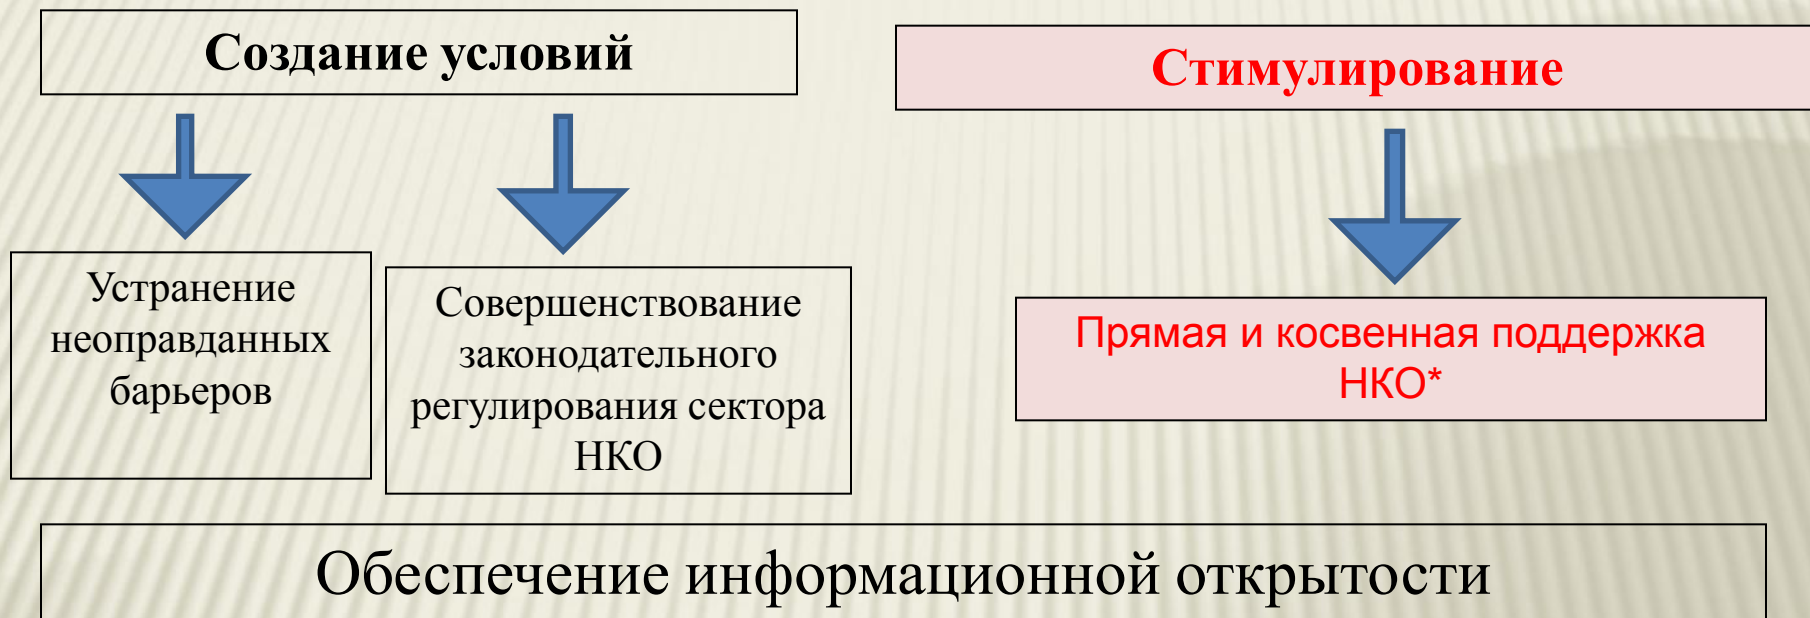 Создание условий
Стимулирование
Устранение
неоправданных
барьеров
Совершенствование
законодательного
регулирования сектора
НКО
Прямая и косвенная поддержка
НКО*
Обеспечение информационной открытости